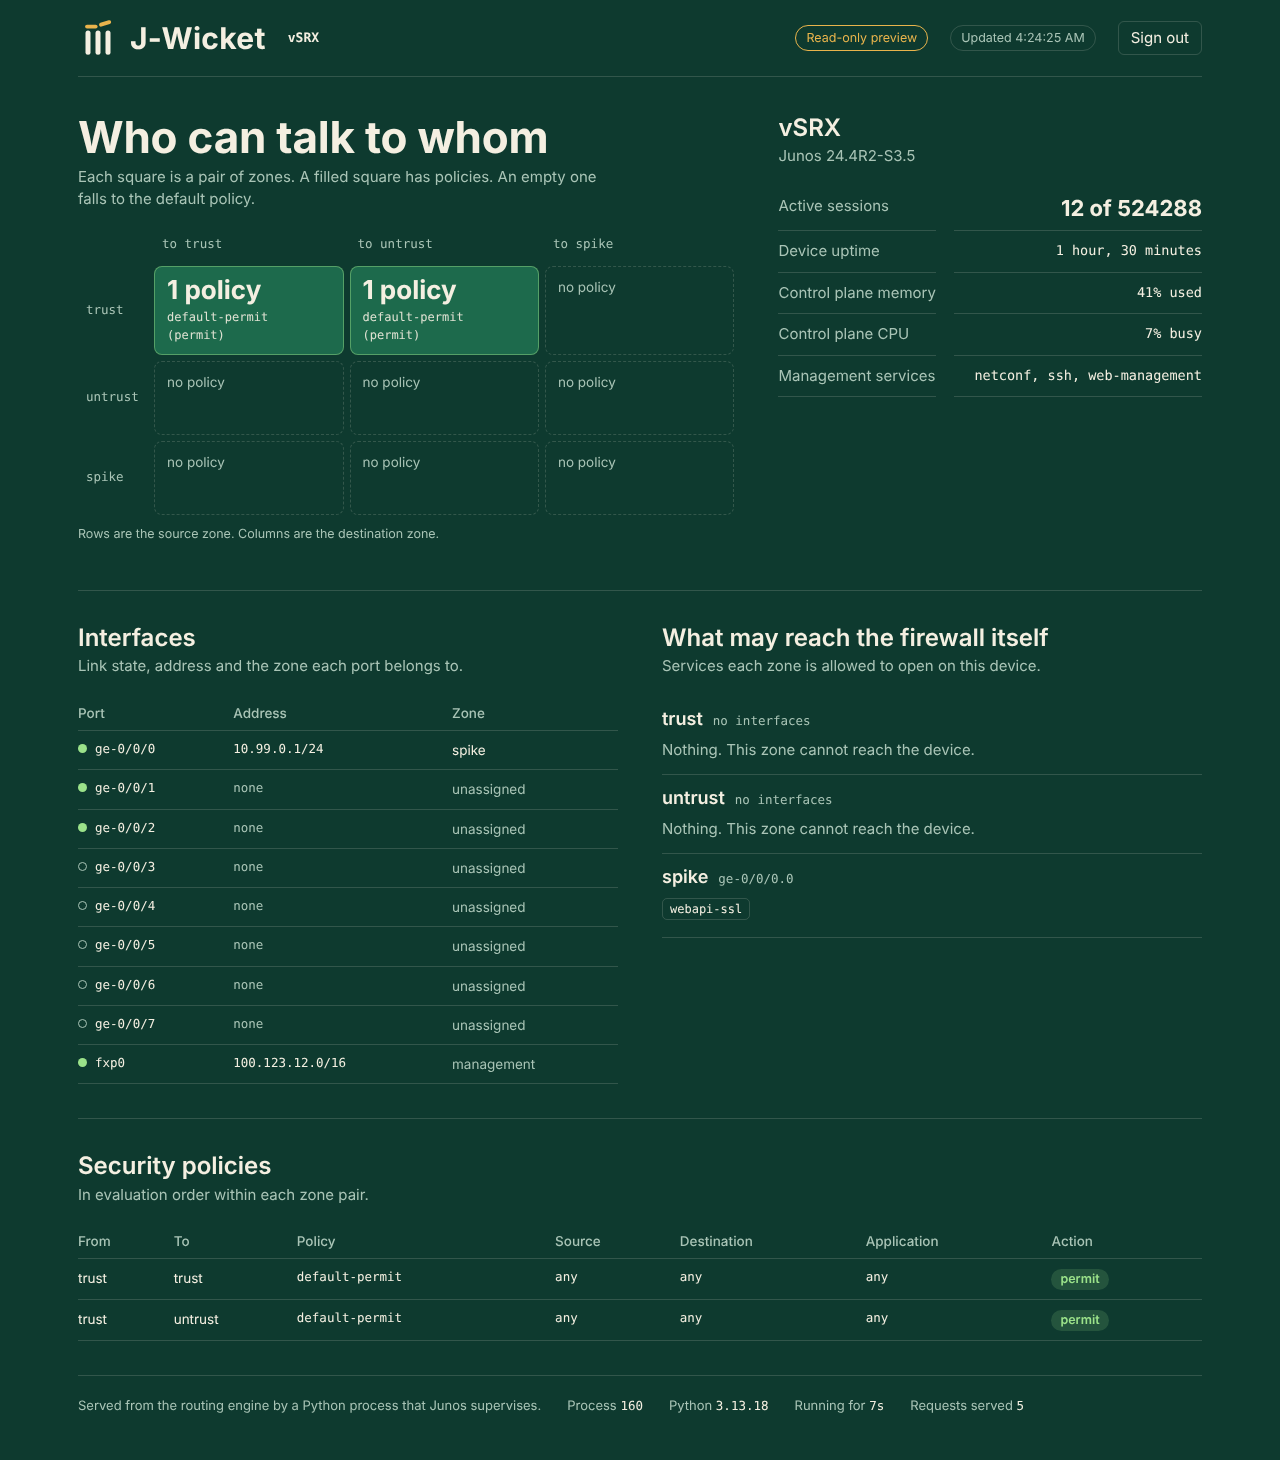 J-Wicket vSRX Read-only preview Updated 4:24:25 AM Sign out
Who can talk to whom
Each square is a pair of zones. A filled square has policies. An empty one
falls to the default policy.
to trust to untrust to spike
trust
1 policy
default-permit
(permit)
1 policy
default-permit
(permit)
no policy
untrust no policy no policy no policy
spike no policy no policy no policy
Rows are the source zone. Columns are the destination zone.
vSRX
Junos 24.4R2-S3.5
Active sessions 12 of 524288
Device uptime 1 hour, 30 minutes
Control plane memory 41% used
Control plane CPU 7% busy
Management services netconf, ssh, web-management
Interfaces
Link state, address and the zone each port belongs to.
Port Address Zone
ge-0/0/0 10.99.0.1/24 spike
ge-0/0/1 none unassigned
ge-0/0/2 none unassigned
ge-0/0/3 none unassigned
ge-0/0/4 none unassigned
ge-0/0/5 none unassigned
ge-0/0/6 none unassigned
ge-0/0/7 none unassigned
fxp0 100.123.12.0/16 management
What may reach the firewall itself
Services each zone is allowed to open on this device.
trust no interfaces
Nothing. This zone cannot reach the device.
untrust no interfaces
Nothing. This zone cannot reach the device.
spike ge-0/0/0.0
webapi-ssl
Security policies
In evaluation order within each zone pair.
From To Policy Source Destination Application Action
trust trust default-permit any any any permit
trust untrust default-permit any any any permit
Served from the routing engine by a Python process that Junos supervises. Process 160 Python 3.13.18 Running for 7s Requests served 5